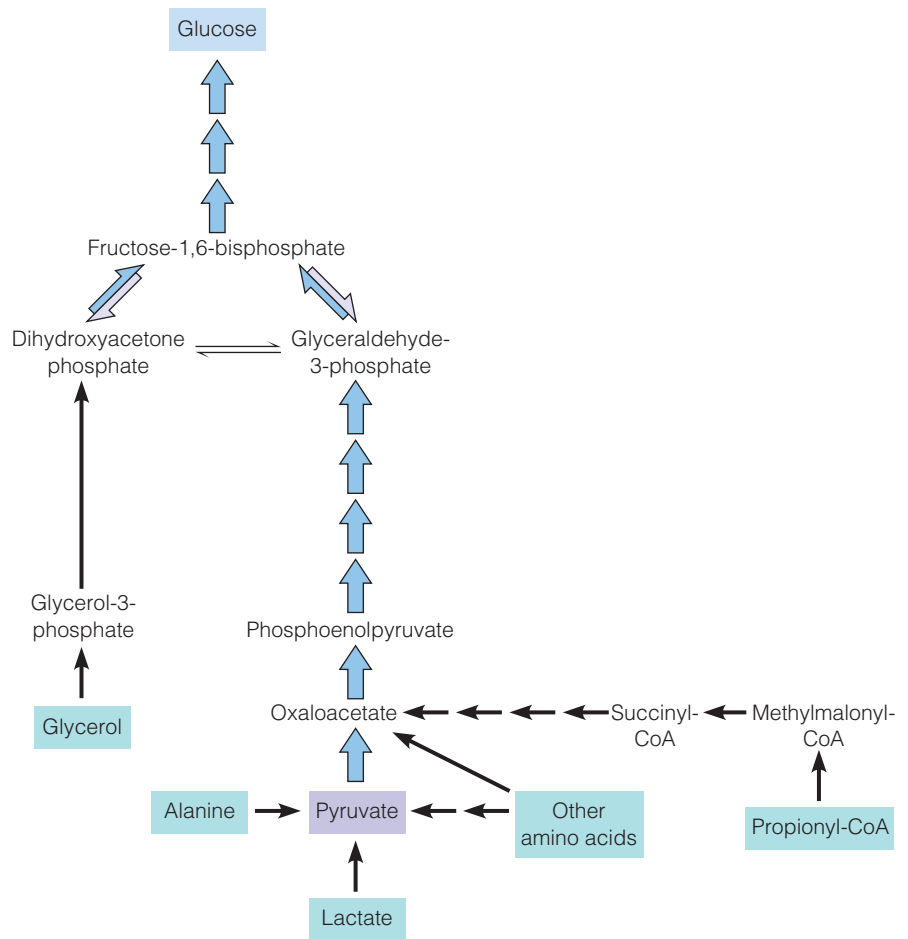 Glucose
Fructose-1,6-bisphosphate
Dihydroxyacetone
phosphate
Glyceraldehyde-
3-phosphate
Glycerol-3-
phosphate
Phosphoenolpyruvate
Glycerol
Oxaloacetate
Succinyl-
CoA
Methylmalonyl-
CoA
Alanine
Pyruvate
Other
amino acids
Propionyl-CoA
Lactate